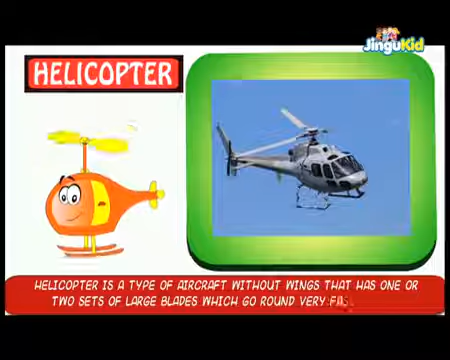 JinguKid
HELICOPTER
HELICOPTER IS A TYPE OF AIRCRAFT WITHOUT WINGS THAT HAS ONE OR
TWO SETS OF LARGE BLADES WHICH GO ROUND VERY FAS